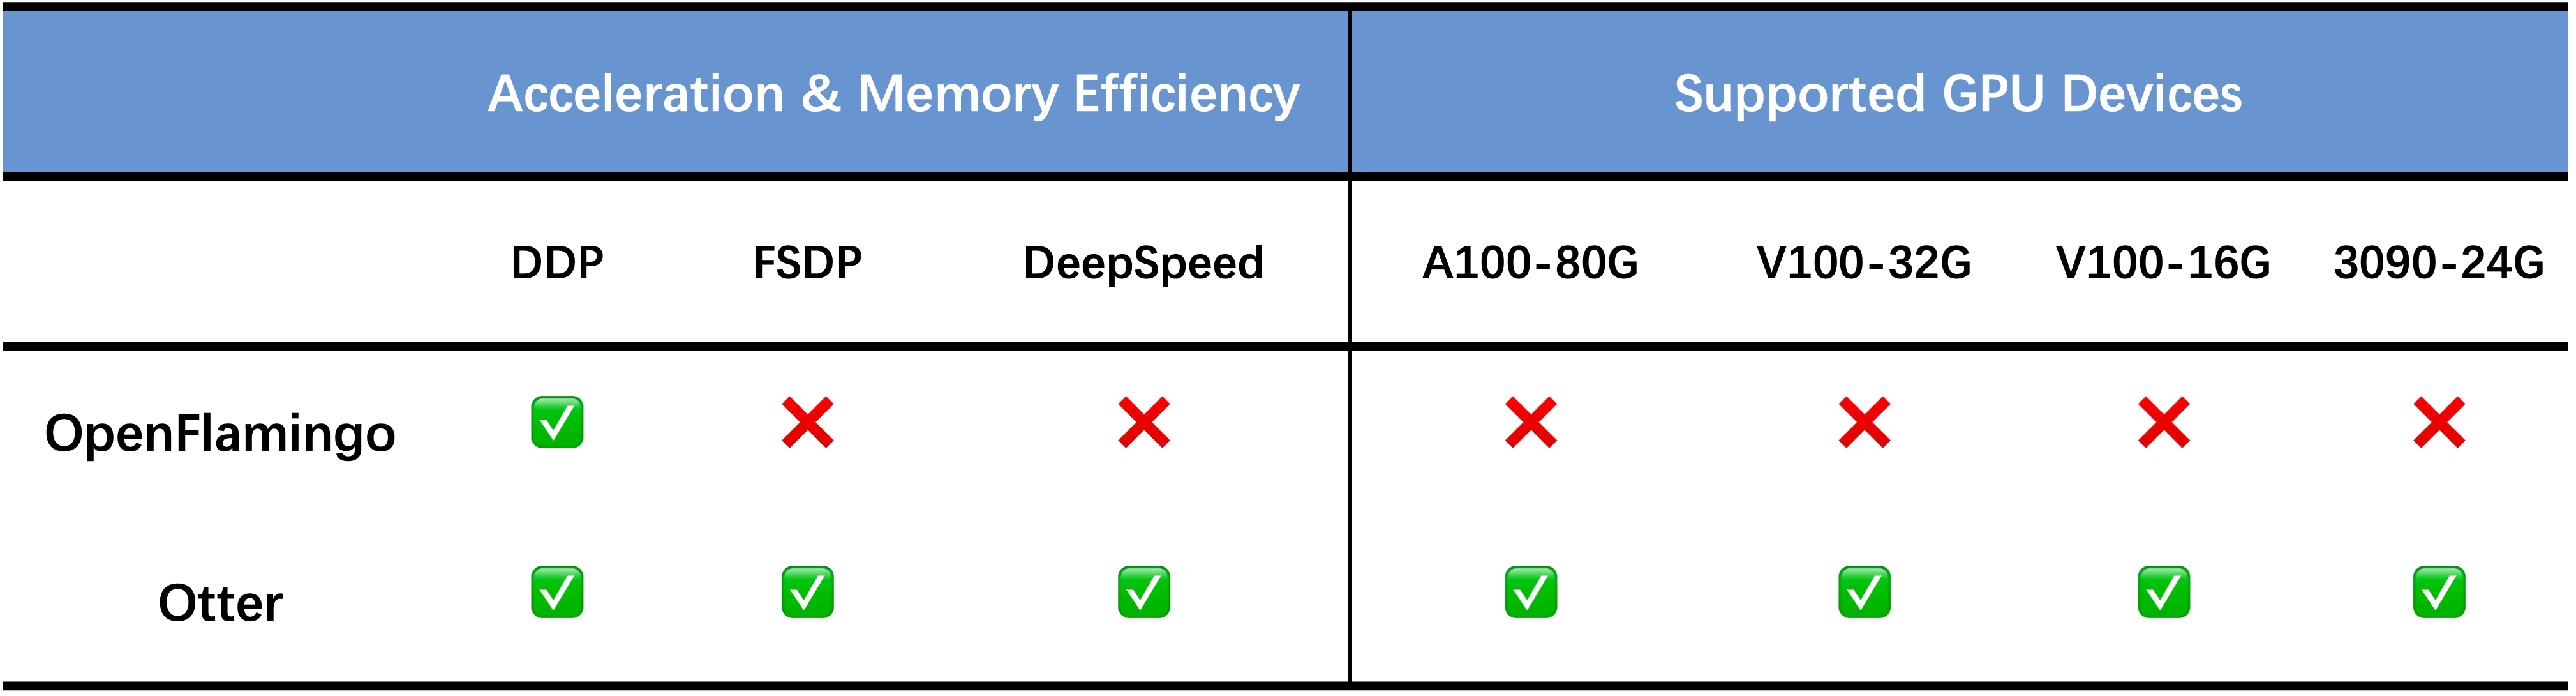 Acceleration & Memory Efficiency Supported GPU Devices
DDP FSDP DeepSpeed A100-80G V100-32G V100-16G 3090-24G
OpenFlamingo ✅ ❌ ❌ ❌ ❌ ❌ ❌
Otter ✅ ✅ ✅ ✅ ✅ ✅ ✅